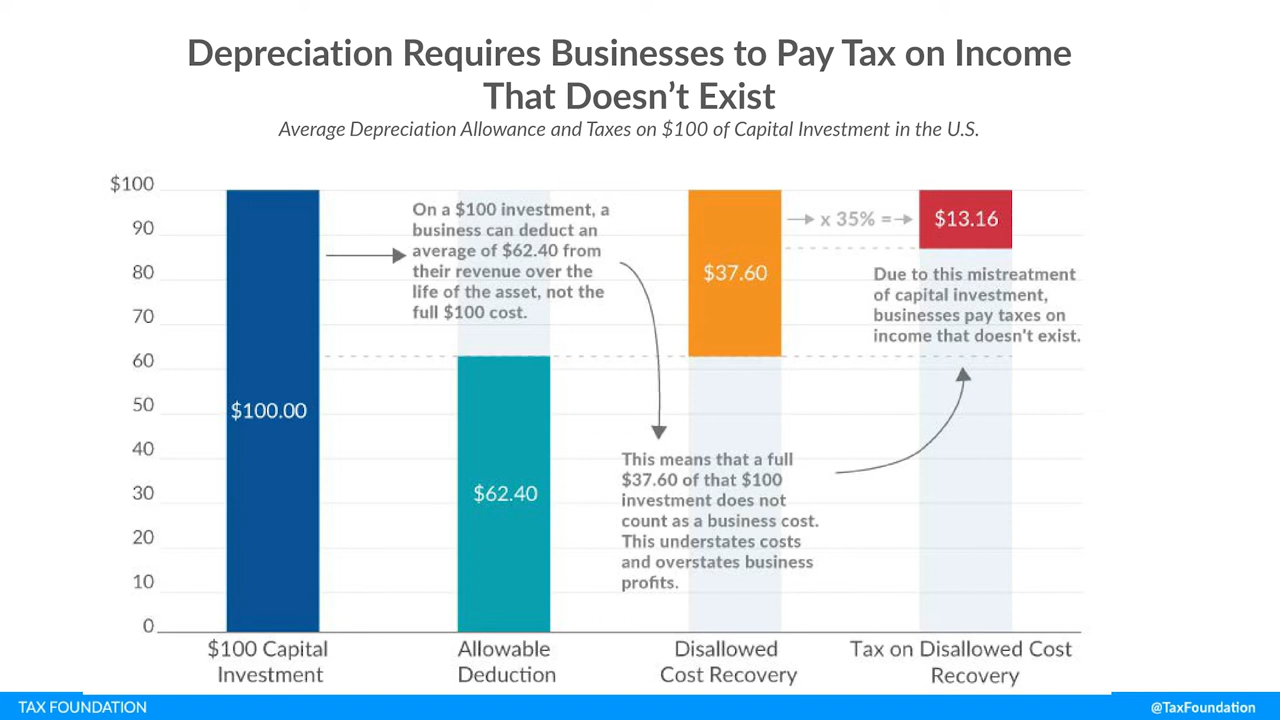 Depreciation Requires Businesses to Pay Tax on Income
That Doesn't Exist
Average Depreciation Allowance and Taxes on $100 of Capital Investment in the U.S.
$100
90
80
70
60
50
40
30
20
10
0
$100.00
On a $100 investment, a
business can deduct an
average of $62.40 from
their revenue over the
life of the asset, not the
full $100 cost.
$62.40
$37.60
This means that a full
$37.60 of that $100
investment does not
count as a business cost.
This understates costs
and overstates business
profits.
x 35% =
$13.16
Due to this mistreatment
of capital investment,
businesses pay taxes on
income that doesn't exist.
$100 Capital
Investment
Allowable
Deduction
Disallowed
Cost Recovery
Tax on Disallowed Cost
Recovery
TAX FOUNDATION
@TaxFoundation